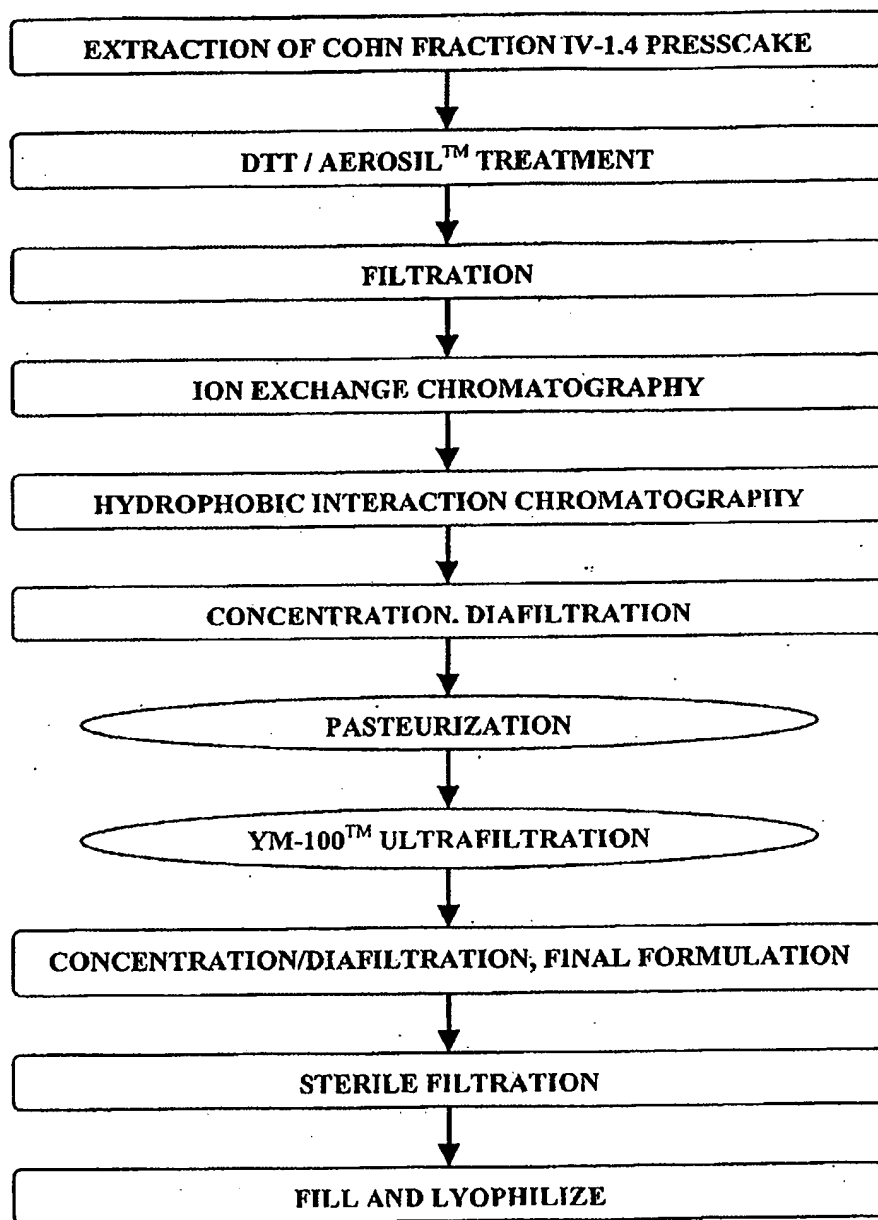 EXTRACTION OF COHN FRACTION IV-1.4 PRESSCAKE
DTT / AEROSIL™ TREATMENT
FILTRATION
ION EXCHANGE CHROMATOGRAPHY
HYDROPHOBIC INTERACTION CHROMATOGRAPHY
CONCENTRATION. DIAFILTRATION
PASTEURIZATION
YM-100™ ULTRAFILTRATION
CONCENTRATION/DIAFILTRATION, FINAL FORMULATION
STERILE FILTRATION
FILL AND LYOPHILIZE